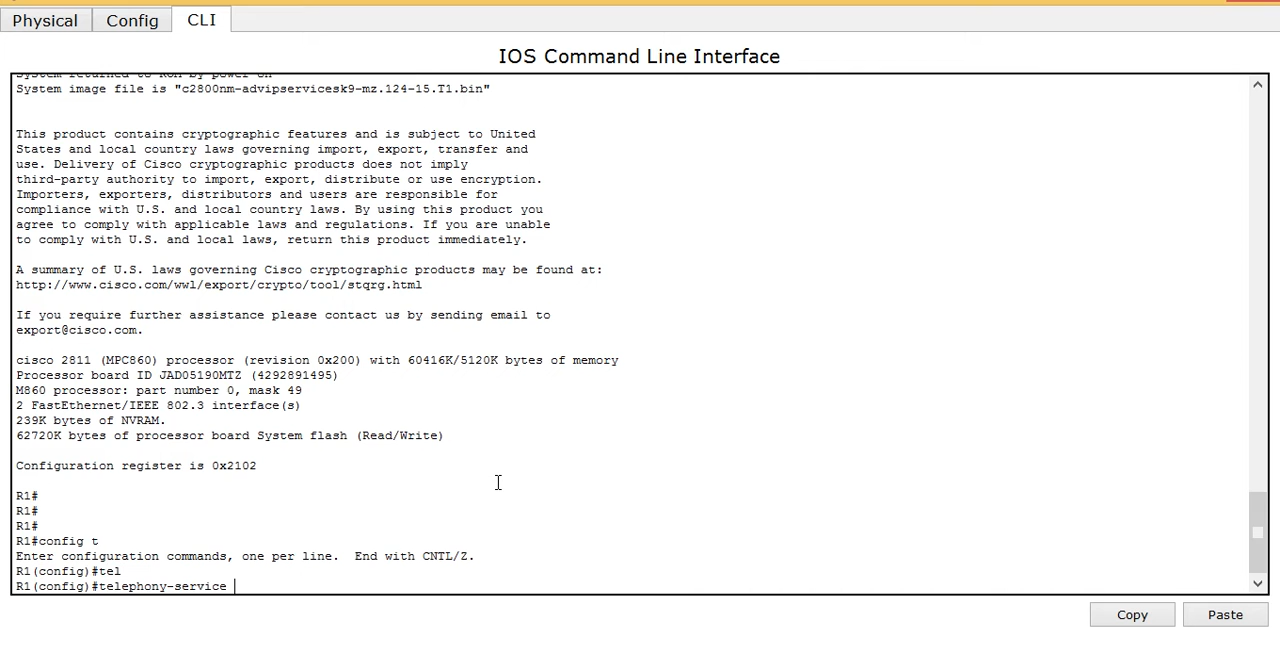 Physical Config CLI
IOS Command Line Interface
System returned to ROM by power on
System image file is "c2800nm-advipservicesk9-mz.124-15.T1.bin"
This product contains cryptographic features and is subject to United
States and local country laws governing import, export, transfer and
use. Delivery of Cisco cryptographic products does not imply
third-party authority to import, export, distribute or use encryption.
Importers, exporters, distributors and users are responsible for
compliance with U.S. and local country laws. By using this product you
agree to comply with applicable laws and regulations. If you are unable
to comply with U.S. and local laws, return this product immediately.
A summary of U.S. laws governing Cisco cryptographic products may be found at:
http://www.cisco.com/wwl/export/crypto/tool/stqrg.html
If you require further assistance please contact us by sending email to
export@cisco.com.
cisco 2811 (MPC860) processor (revision 0x200) with 60416K/5120K bytes of memory
Processor board ID JAD05190MTZ (4292891495)
M860 processor: part number 0, mask 49
2 FastEthernet/IEEE 802.3 interface(s)
239K bytes of NVRAM.
62720K bytes of processor board System flash (Read/Write)
Configuration register is 0x2102
R1#
R1#
R1#
R1#config t
Enter configuration commands, one per line.  End with CNTL/Z.
R1(config)#tel
R1(config)#telephony-service
Copy Paste